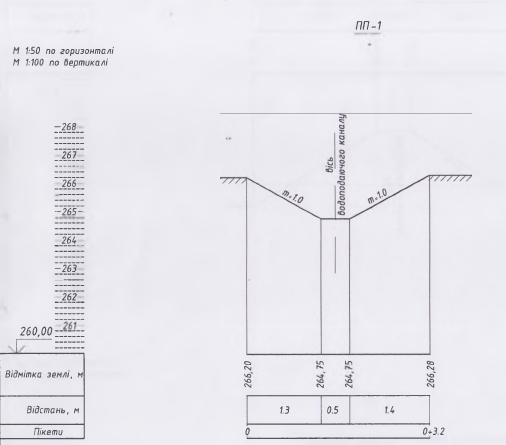 ПП-1
М 1:50 по горизонталі
М 1:100 по вертикалі
268
267
266
265
264
263
262
261
260,00
вісь
водоподаючого каналу
m=1.0
m=1.0
Відмітка землі, м
266,20
264,75
264,75
266,28
Відстань, м
1.3
0.5
1.4
Пікети
0
0+3.2